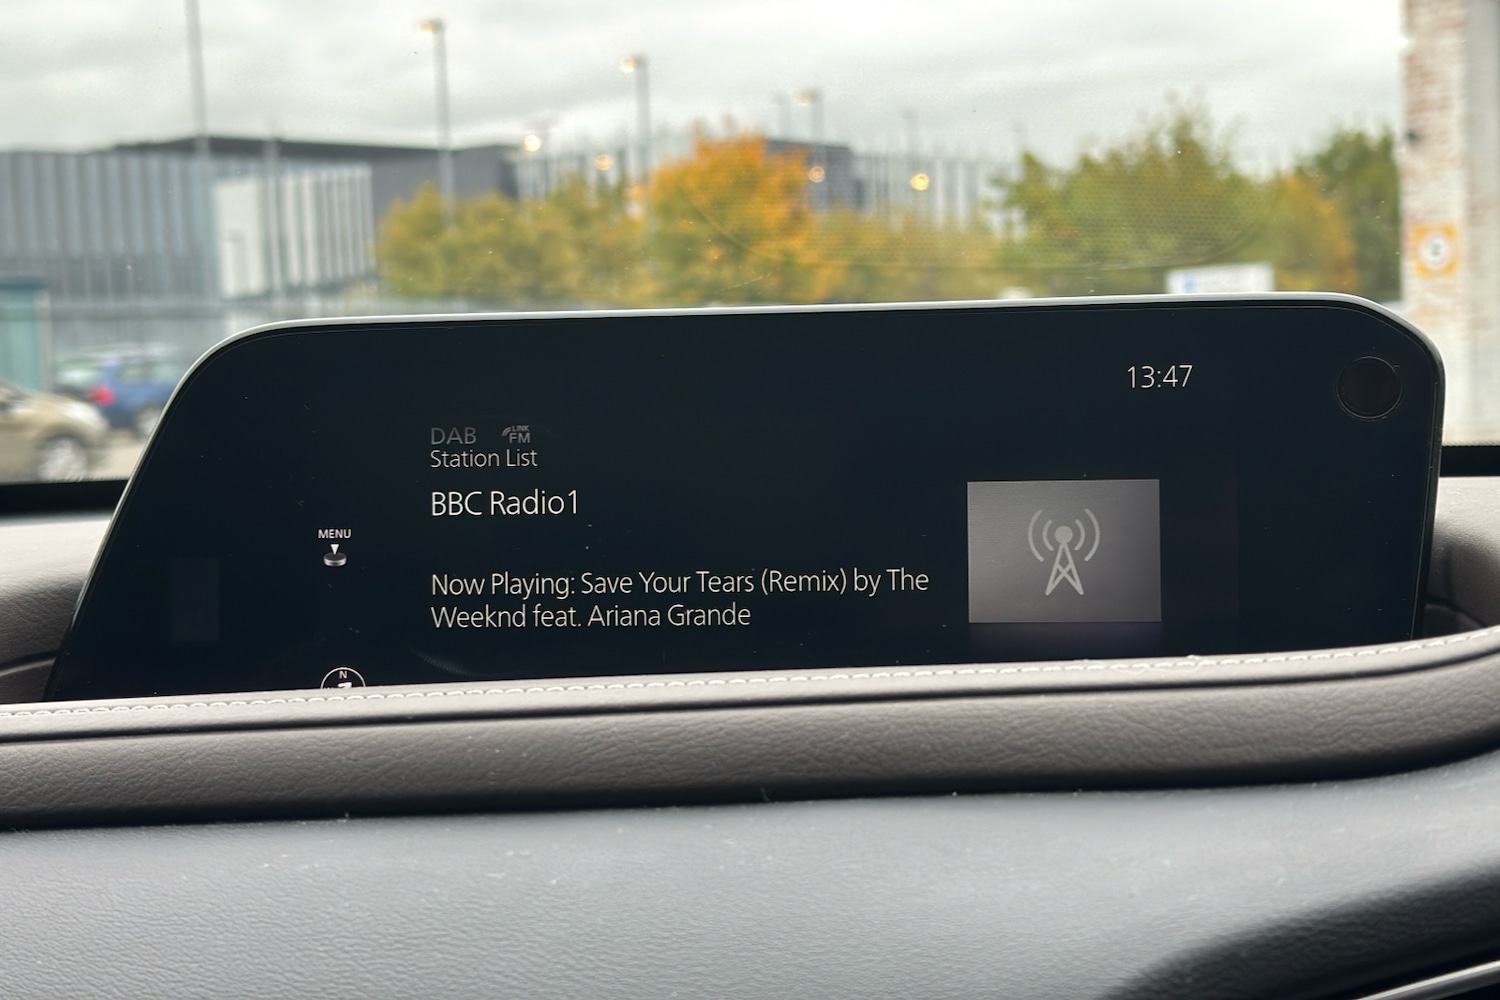 13:47
DAB LINK FM
Station List
BBC Radio1
MENU
Now Playing: Save Your Tears (Remix) by The
Weeknd feat. Ariana Grande
N
2